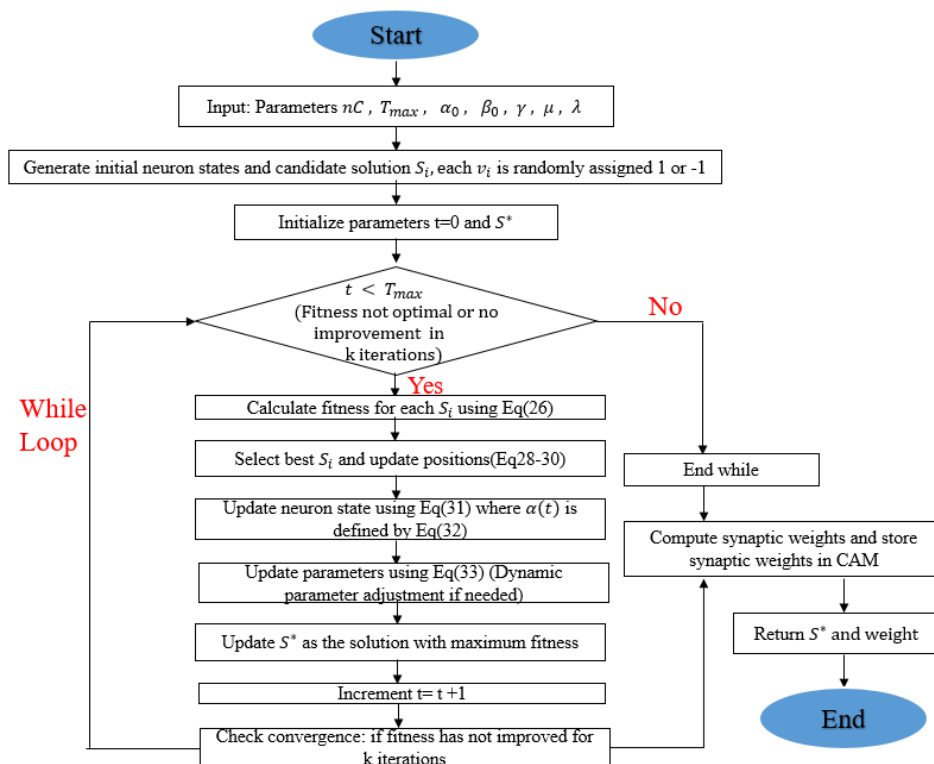 Start
Input: Parameters nC , T_max , α_0 , β_0 , γ , μ , λ
Generate initial neuron states and candidate solution S_i, each v_i is randomly assigned 1 or -1
Initialize parameters t=0 and S*
t < T_max
(Fitness not optimal or no
improvement in
k iterations)
No
Yes
While
Loop
Calculate fitness for each S_i using Eq(26)
Select best S_i and update positions(Eq28-30)
Update neuron state using Eq(31) where α(t) is
defined by Eq(32)
Update parameters using Eq(33) (Dynamic
parameter adjustment if needed)
Update S* as the solution with maximum fitness
Increment t= t +1
Check convergence: if fitness has not improved for
k iterations
End while
Compute synaptic weights and store
synaptic weights in CAM
Return S* and weight
End